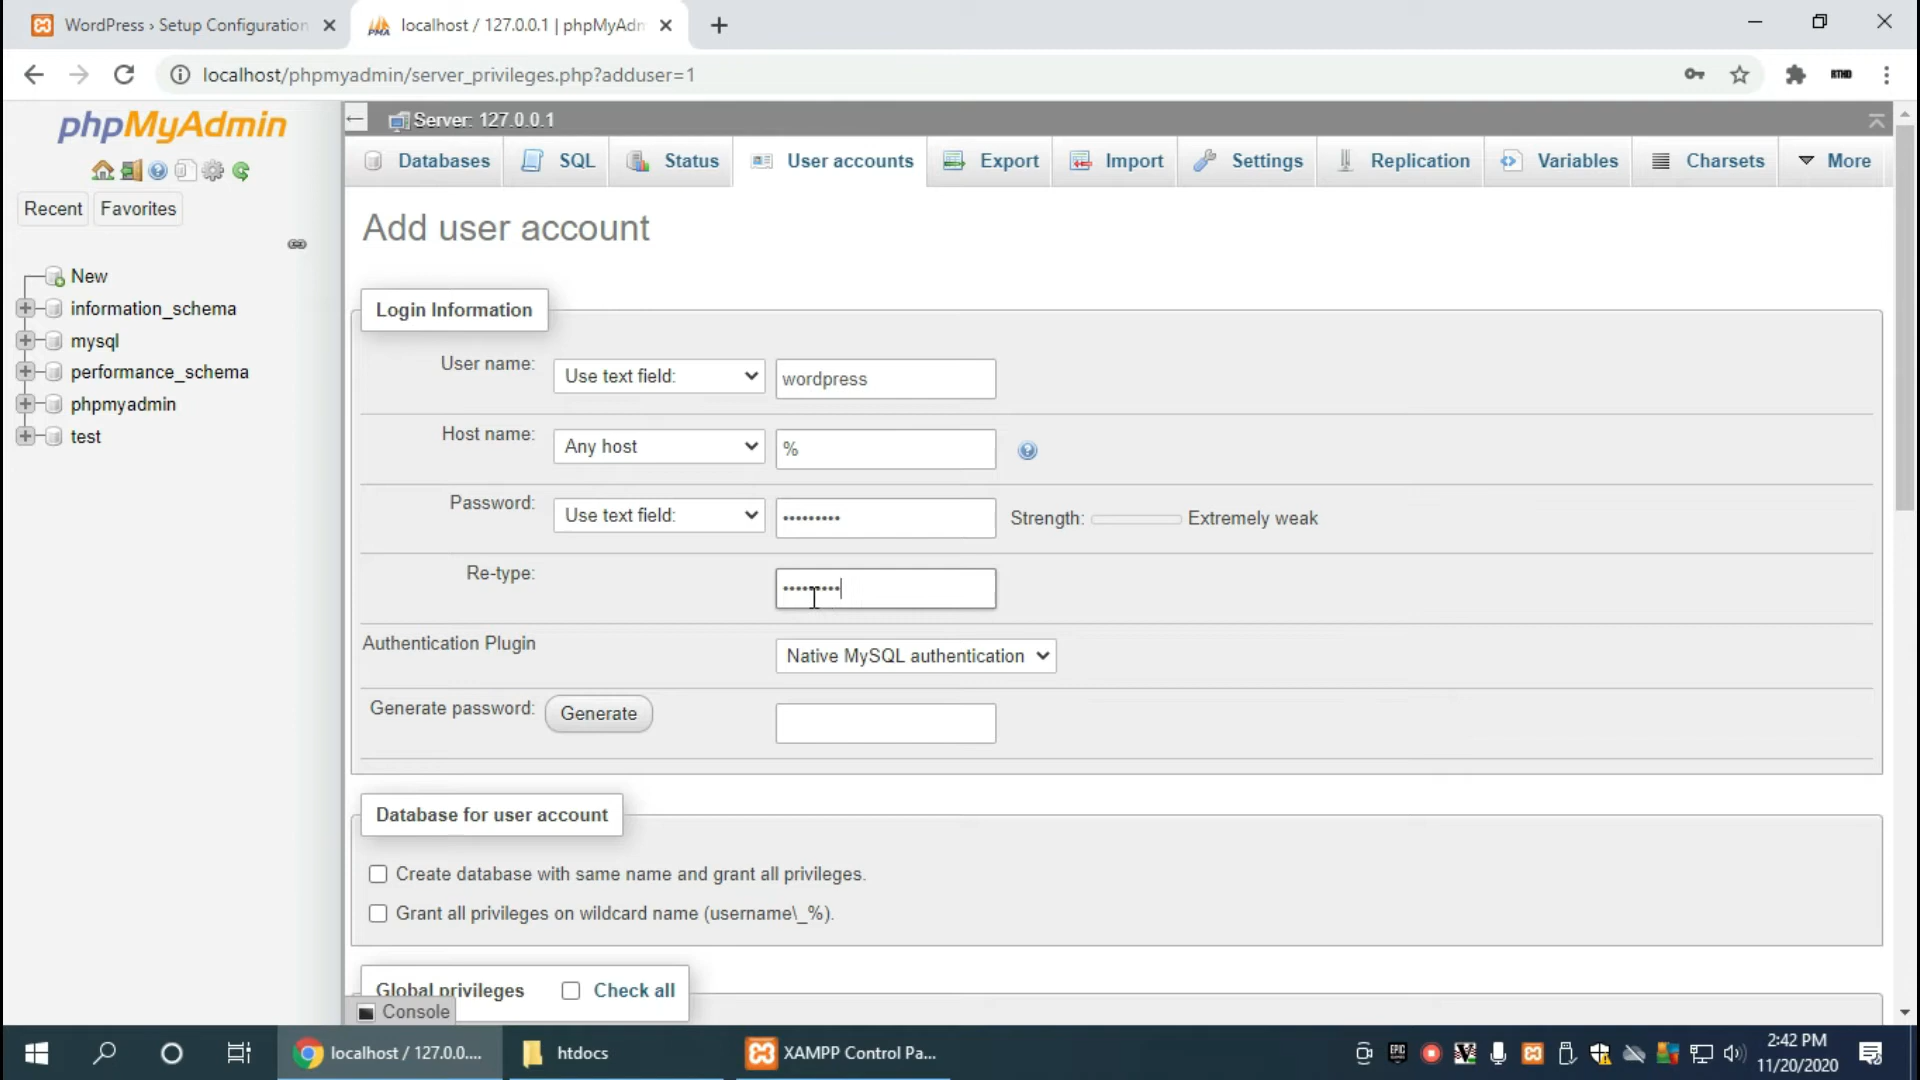 WordPress › Setup Configuration
localhost / 127.0.0.1 | phpMyAdm
localhost/phpmyadmin/server_privileges.php?adduser=1
phpMyAdmin
Recent
Favorites
New
information_schema
mysql
performance_schema
phpmyadmin
test
Server: 127.0.0.1
Databases
SQL
Status
User accounts
Export
Import
Settings
Replication
Variables
Charsets
More
Add user account
Login Information
User name:
Use text field:
wordpress
Host name:
Any host
%
Password:
Use text field:
•••••••••
Strength:
Extremely weak
Re-type:
•••••••••
Authentication Plugin
Native MySQL authentication
Generate password:
Generate
Database for user account
Create database with same name and grant all privileges.
Grant all privileges on wildcard name (username\_%).
Global privileges
Check all
Console
localhost / 127.0.0....
htdocs
XAMPP Control Pa...
2:42 PM
11/20/2020